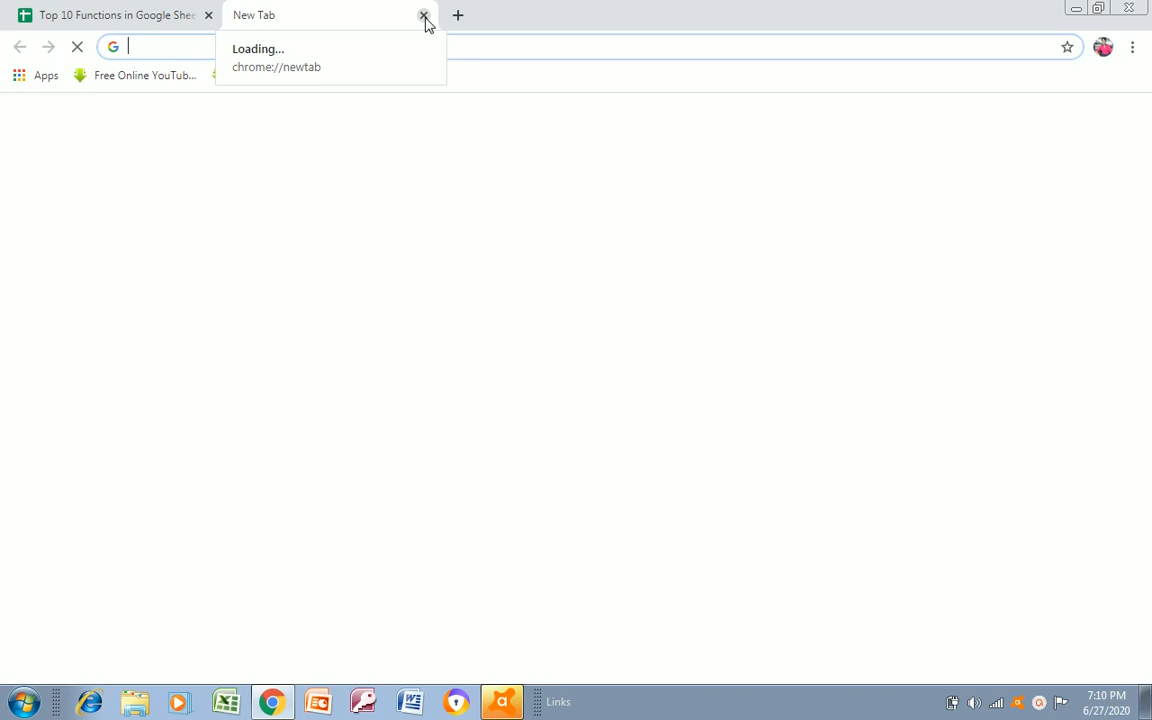 Top 10 Functions in Google Shee
New Tab
Loading...
chrome://newtab
Apps
Free Online YouTub...
Links
7:10 PM
6/27/2020